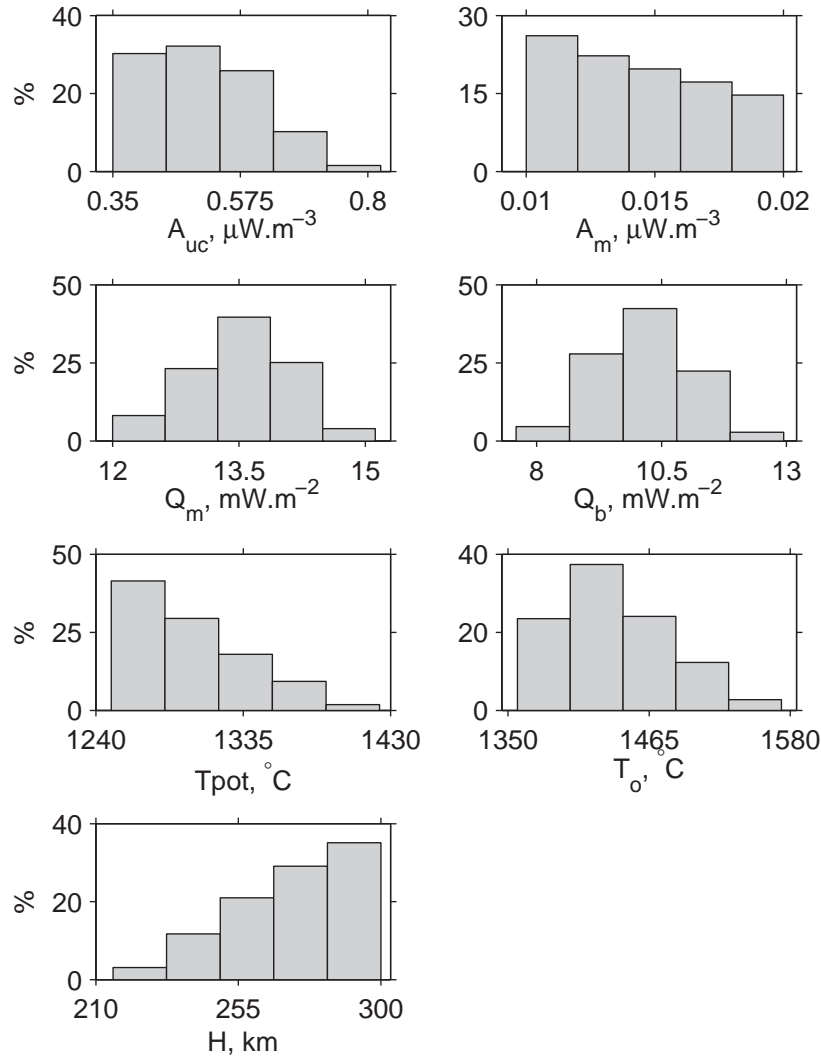 40
20
0
%
0.35 0.575 0.8
A_uc, μW.m⁻³
30
15
0
0.01 0.015 0.02
A_m, μW.m⁻³
50
25
0
%
12 13.5 15
Q_m, mW.m⁻²
50
25
0
8 10.5 13
Q_b, mW.m⁻²
50
25
0
%
1240 1335 1430
Tpot, °C
40
20
0
1350 1465 1580
T_o, °C
40
20
0
%
210 255 300
H, km